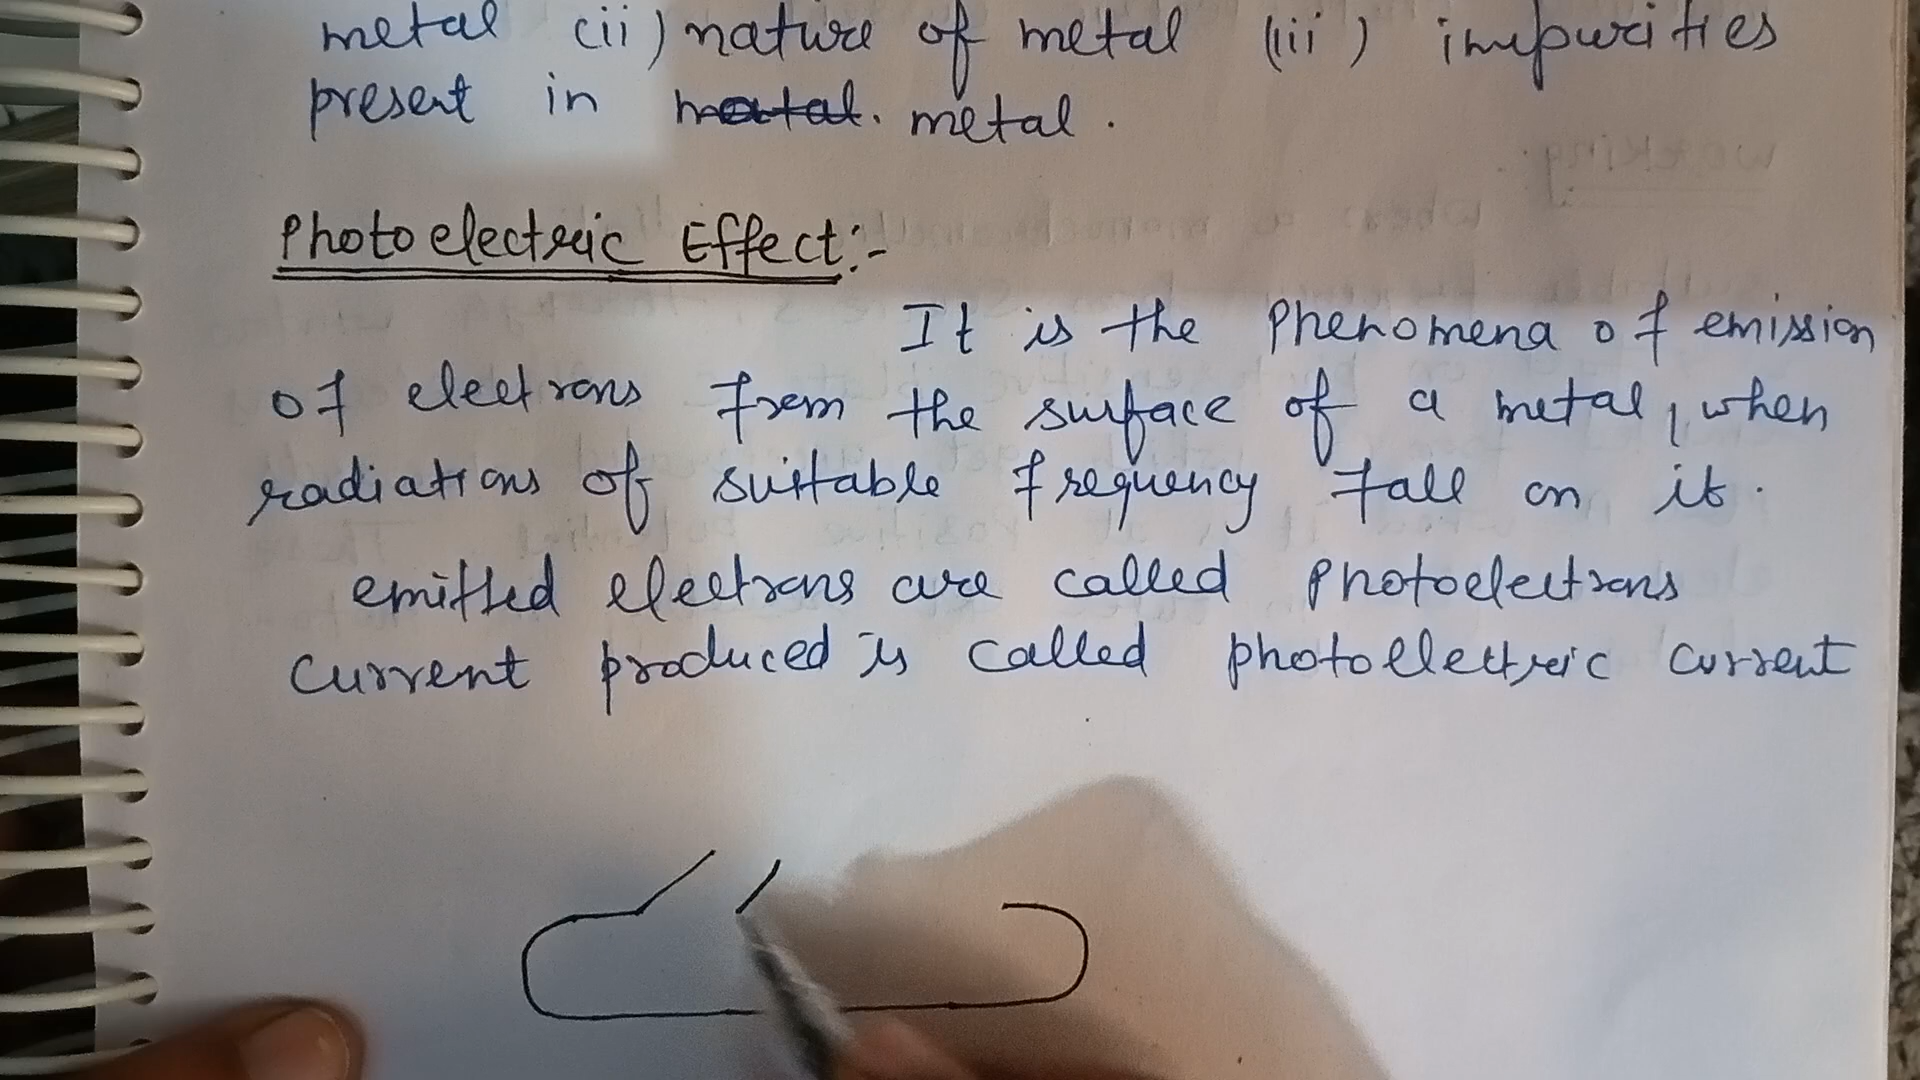 metal (ii) nature of metal (iii) impurities
present in metal.
Photoelectric Effect:-
It is the Phenomena of emission
of electrons from the surface of a metal, when
radiations of suitable frequency fall on it.
emitted electrons are called Photoelectrons
Current produced is called photoelectric current